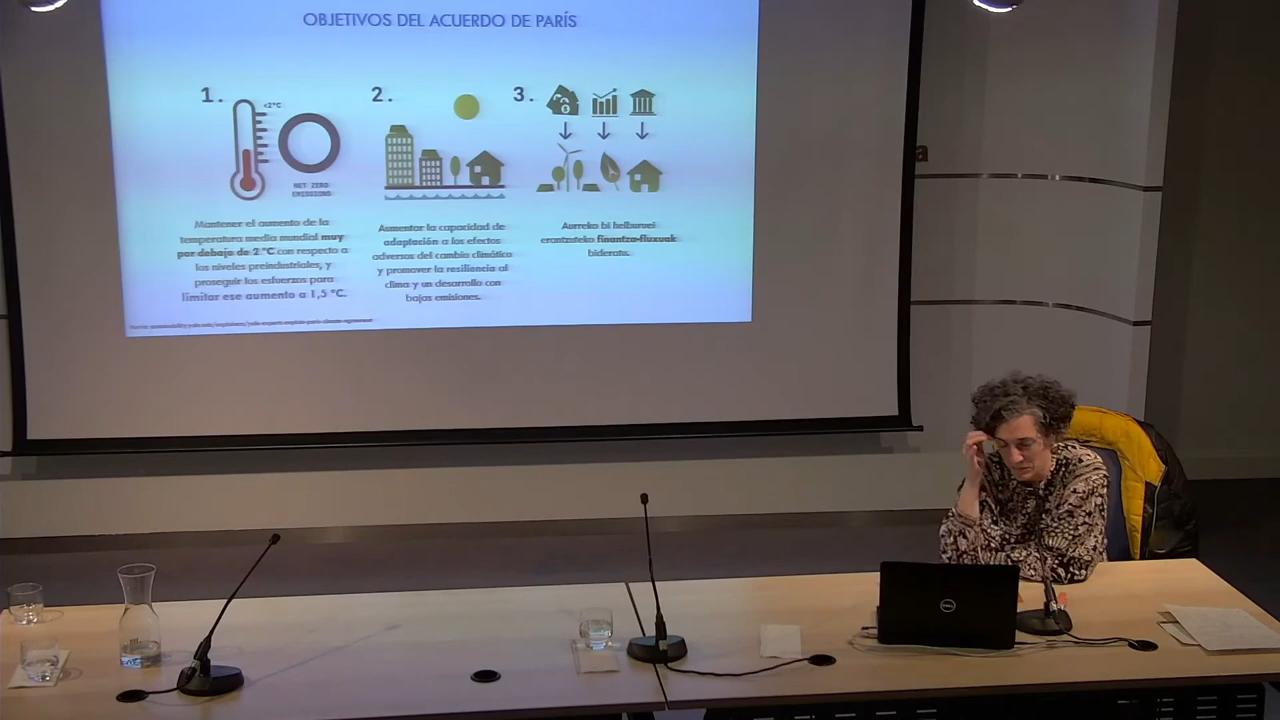 OBJETIVOS DEL ACUERDO DE PARÍS
1.
<2°C
NET ZERO
EMISSIONS
Mantener el aumento de la
temperatura media mundial muy
por debajo de 2 °C con respecto a
los niveles preindustriales, y
proseguir los esfuerzos para
limitar ese aumento a 1,5 °C.
2.
Aumentar la capacidad de
adaptación a los efectos
adversos del cambio climático
y promover la resiliencia al
clima y un desarrollo con
bajas emisiones.
3.
Aurreko bi helburuei
erantzuteko finantza-fluxuak
bideratu.
a
DELL